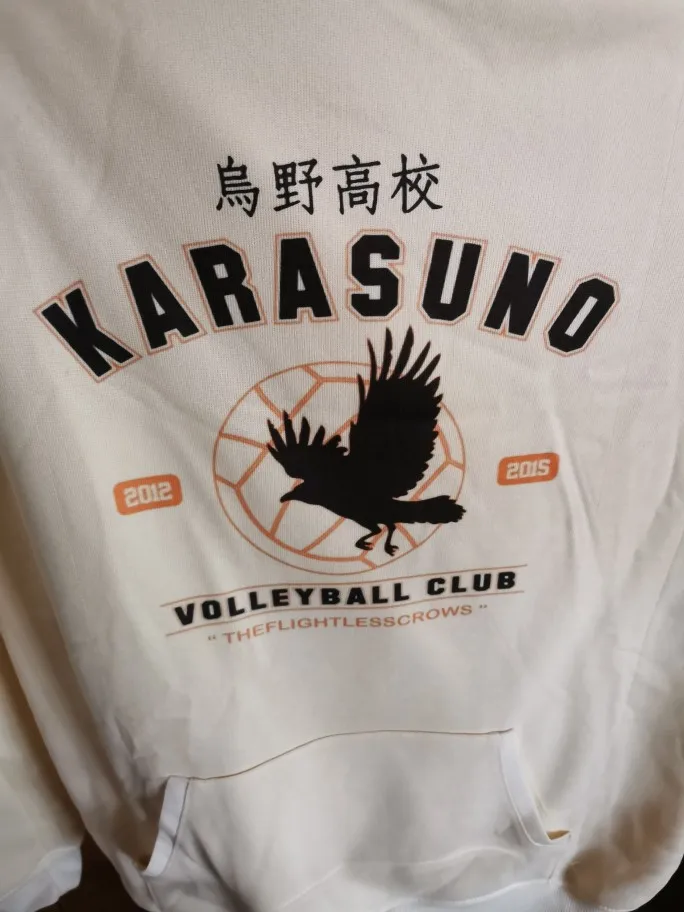 烏野高校
KARASUNO
2012
2015
VOLLEYBALL CLUB
" THEFLIGHTLESSCROWS "